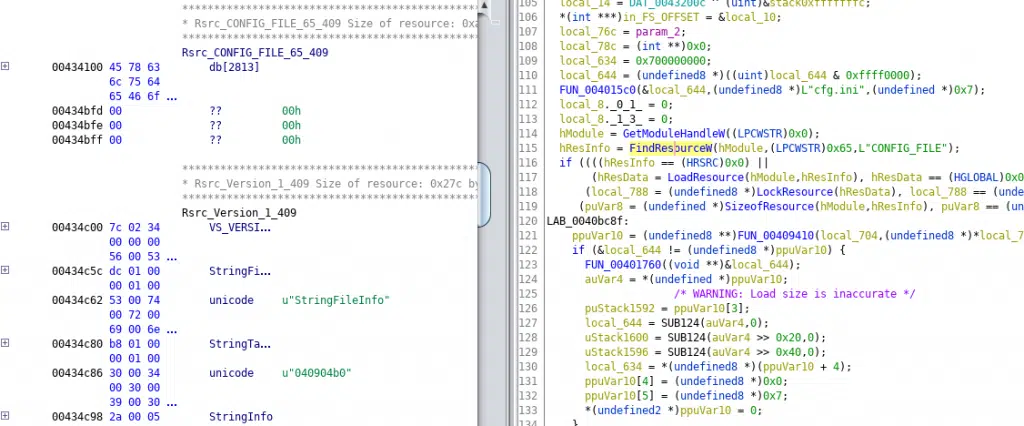 ********************************************
* Rsrc_CONFIG_FILE_65_409 Size of resource: 0xa
********************************************
Rsrc_CONFIG_FILE_65_409
00434100 45 78 63 db[2813]
6c 75 64
65 46 6f ...
00434bfd 00 ?? 00h
00434bfe 00 ?? 00h
00434bff 00 ?? 00h
********************************************
* Rsrc_Version_1_409 Size of resource: 0x27c by
********************************************
Rsrc_Version_1_409
00434c00 7c 02 34 VS_VERSI...
00 00 00
56 00 53 ...
00434c5c dc 01 00 StringFi...
00 01 00
00434c62 53 00 74 unicode u"StringFileInfo"
00 72 00
69 00 6e ...
00434c80 b8 01 00 StringTa...
00 01 00
00434c86 30 00 34 unicode u"040904b0"
00 30 00
39 00 30 ...
00434c98 2a 00 05 StringInfo
105 local_14 = DAT_0043200c ^ (uint)&stack0xfffffffc;
106 *(int ***)in_FS_OFFSET = &local_10;
107 local_76c = param_2;
108 local_78c = (int **)0x0;
109 local_634 = 0x700000000;
110 local_644 = (undefined8 *)((uint)local_644 & 0xffff0000);
111 FUN_004015c0(&local_644,(undefined8 *)L"cfg.ini",(undefined *)0x7);
112 local_8._0_1_ = 0;
113 local_8._1_3_ = 0;
114 hModule = GetModuleHandleW((LPCWSTR)0x0);
115 hResInfo = FindResourceW(hModule,(LPCWSTR)0x65,L"CONFIG_FILE");
116 if ((((hResInfo == (HRSRC)0x0) ||
117 (hResData = LoadResource(hModule,hResInfo), hResData == (HGLOBAL)0x0
118 (local_788 = (undefined8 *)LockResource(hResData), local_788 == (unde
119 (puVar8 = (undefined *)SizeofResource(hModule,hResInfo), puVar8 == (un
120 LAB_0040bc8f:
121 ppuVar10 = (undefined8 **)FUN_00409410(local_704,(undefined8 *)*local_7
122 if (&local_644 != (undefined8 *)ppuVar10) {
123 FUN_00401760((void **)&local_644);
124 auVar4 = *(undefined *)ppuVar10;
125 /* WARNING: Load size is inaccurate */
126 puStack1592 = ppuVar10[3];
127 local_644 = SUB124(auVar4,0);
128 uStack1600 = SUB124(auVar4 >> 0x20,0);
129 uStack1596 = SUB124(auVar4 >> 0x40,0);
130 local_634 = *(undefined8 *)(ppuVar10 + 4);
131 ppuVar10[4] = (undefined8 *)0x0;
132 ppuVar10[5] = (undefined8 *)0x7;
133 *(undefined2 *)ppuVar10 = 0;
134 }